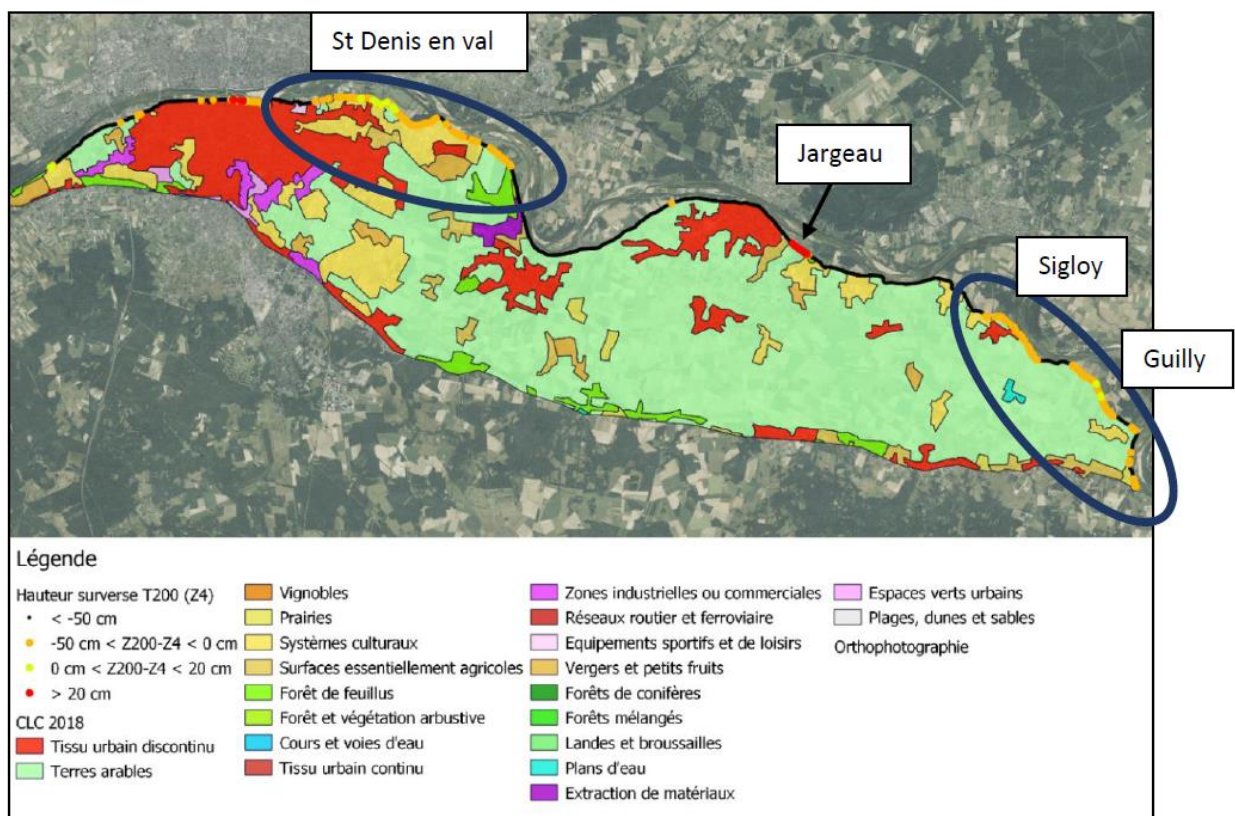 St Denis en val
Jargeau
Sigloy
Guilly
Légende
Hauteur surverse T200 (Z4)
< -50 cm
-50 cm < Z200-Z4 < 0 cm
0 cm < Z200-Z4 < 20 cm
> 20 cm
CLC 2018
Tissu urbain discontinu
Terres arables
Vignobles
Prairies
Systèmes culturaux
Surfaces essentiellement agricoles
Forêt de feuillus
Forêt et végétation arbustive
Cours et voies d'eau
Tissu urbain continu
Zones industrielles ou commerciales
Réseaux routier et ferroviaire
Equipements sportifs et de loisirs
Vergers et petits fruits
Forêts de conifères
Forêts mélangés
Landes et broussailles
Plans d'eau
Extraction de matériaux
Espaces verts urbains
Plages, dunes et sables
Orthophotographie